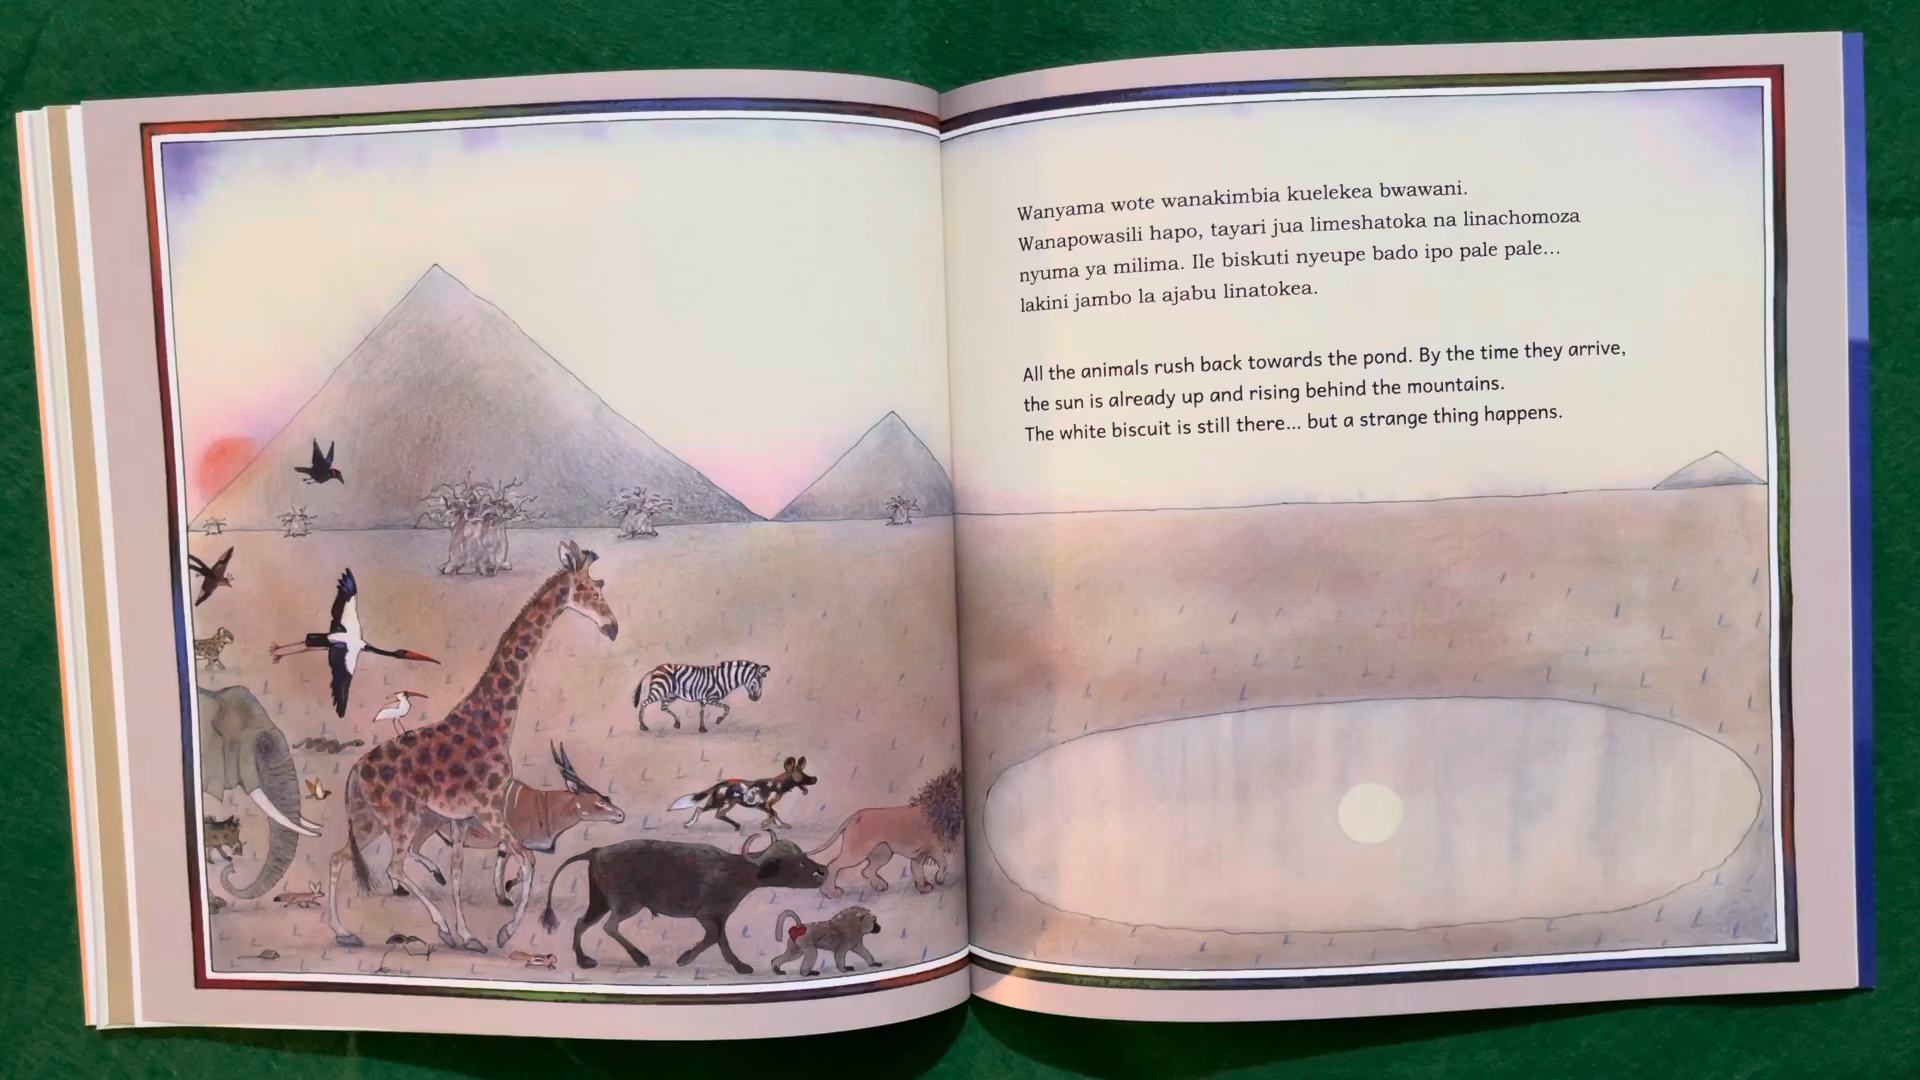 Wanyama wote wanakimbia kuelekea bwawani.
Wanapowasili hapo, tayari jua limeshatoka na linachomoza
nyuma ya milima. Ile biskuti nyeupe bado ipo pale pale...
lakini jambo la ajabu linatokea.
All the animals rush back towards the pond. By the time they arrive,
the sun is already up and rising behind the mountains.
The white biscuit is still there... but a strange thing happens.